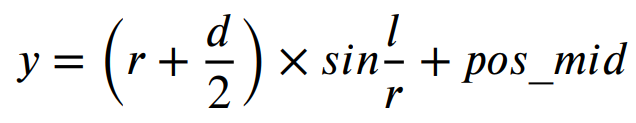 y = (r + d/2) × sin l/r + pos_mid